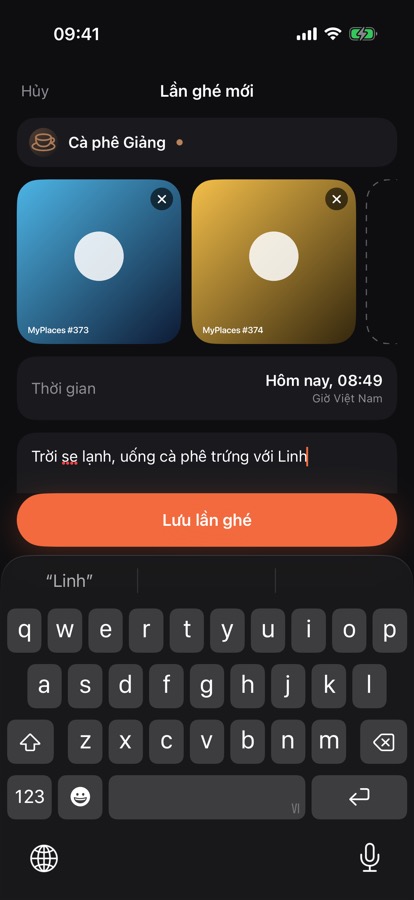 09:41
Hủy
Lần ghé mới
Cà phê Giảng
MyPlaces #373
MyPlaces #374
Thời gian
Hôm nay, 08:49
Giờ Việt Nam
Trời se lạnh, uống cà phê trứng với Linh
Lưu lần ghé
“Linh”
q w e r t y u i o p
a s d f g h j k l
z x c v b n m
123
VI